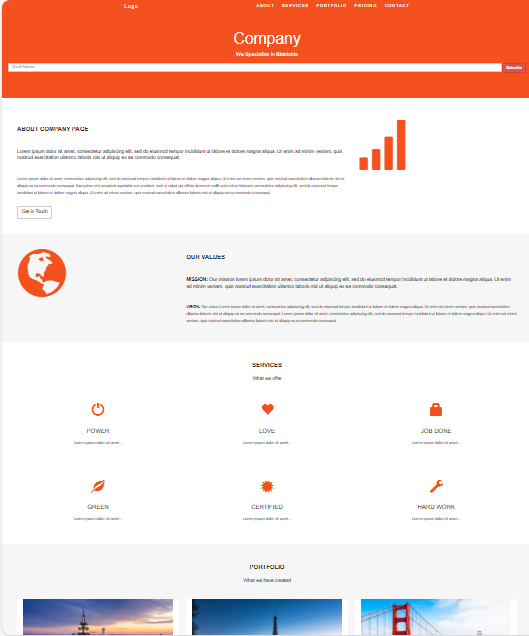 Logo
ABOUT SERVICES PORTFOLIO PRICING CONTACT
Company
We Specialize in Blablabla
Email Address
Subscribe
ABOUT COMPANY PAGE
Lorem ipsum dolor sit amet, consectetur adipiscing elit, sed do eiusmod tempor incididunt ut labore et dolore magna aliqua. Ut enim ad minim veniam, quis
nostrud exercitation ullamco laboris nisi ut aliquip ex ea commodo consequat.
Lorem ipsum dolor sit amet, consectetur adipiscing elit, sed do eiusmod tempor incididunt ut labore et dolore magna aliqua. Ut enim ad minim veniam, quis nostrud exercitation ullamco laboris nisi ut
aliquip ex ea commodo consequat. Excepteur sint occaecat cupidatat non proident, sunt in culpa qui officia deserunt mollit anim id est laborum consectetur adipiscing elit, sed do eiusmod tempor
incididunt ut labore et dolore magna aliqua. Ut enim ad minim veniam, quis nostrud exercitation ullamco laboris nisi ut aliquip ex ea commodo consequat.
Get in Touch
OUR VALUES
MISSION: Our mission lorem ipsum dolor sit amet, consectetur adipiscing elit, sed do eiusmod tempor incididunt ut labore et dolore magna aliqua. Ut enim ad minim
veniam, quis nostrud exercitation ullamco laboris nisi ut aliquip ex ea commodo consequat.
VISION: Our vision Lorem ipsum dolor sit amet, consectetur adipiscing elit, sed do eiusmod tempor incididunt ut labore et dolore magna aliqua. Ut enim ad minim veniam, quis nostrud exercitation
ullamco laboris nisi ut aliquip ex ea commodo consequat. Lorem ipsum dolor sit amet, consectetur adipiscing elit, sed do eiusmod tempor incididunt ut labore et dolore magna aliqua. Ut enim ad minim
veniam, quis nostrud exercitation ullamco laboris nisi ut aliquip ex ea commodo consequat.
SERVICES
What we offer
POWER LOVE JOB DONE
Lorem ipsum dolor sit amet... Lorem ipsum dolor sit amet... Lorem ipsum dolor sit amet...
GREEN CERTIFIED HARD WORK
Lorem ipsum dolor sit amet... Lorem ipsum dolor sit amet... Lorem ipsum dolor sit amet...
PORTFOLIO
What we have created